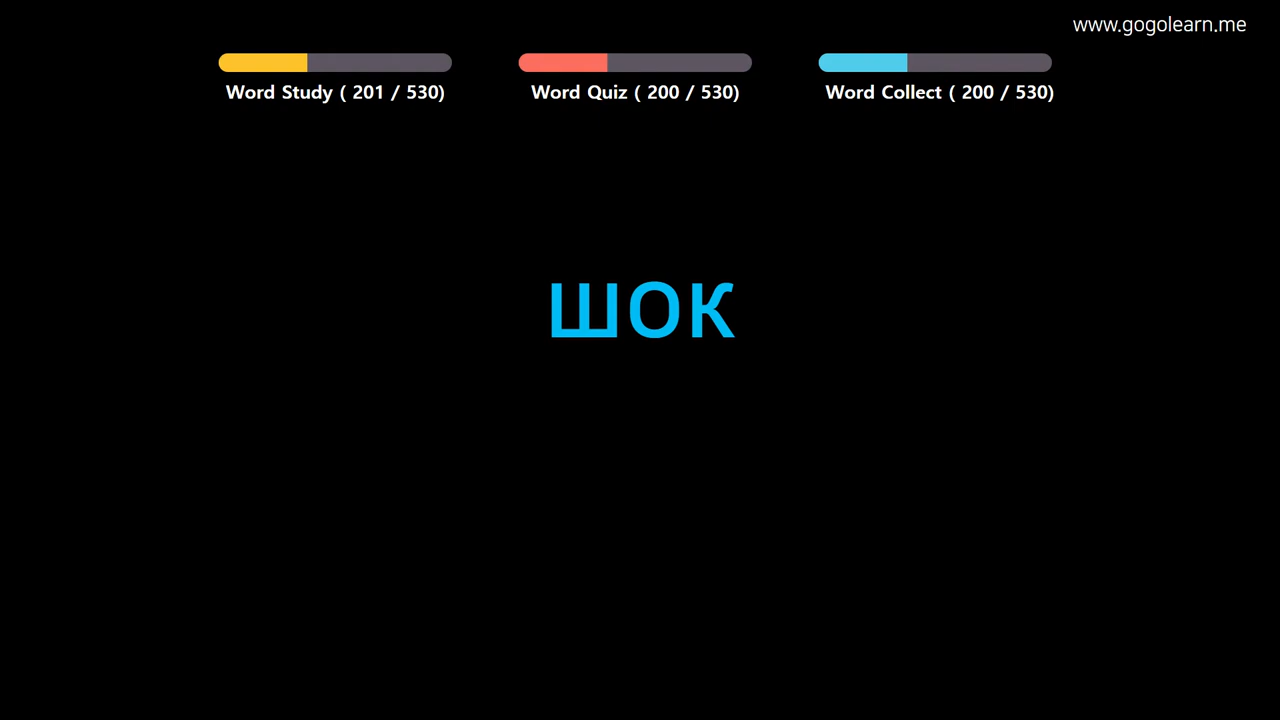 www.gogolearn.me
Word Study ( 201 / 530)
Word Quiz ( 200 / 530)
Word Collect ( 200 / 530)
шок